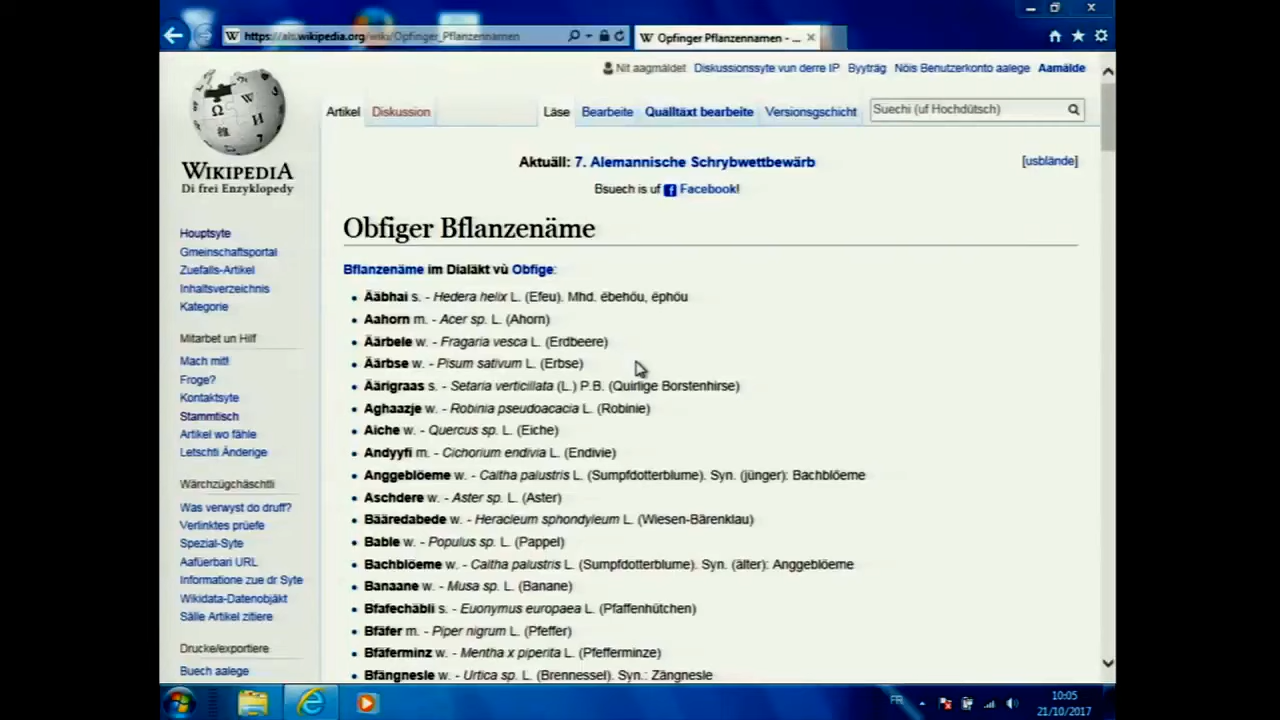 https://als.wikipedia.org/wiki/Opfinger_Pflanzennamen
Opfinger Pflanzennamen - ...
Nit aagmäldet Diskussionssyte vun derre IP Byyträg Nöis Benutzerkonto aalege Aamälde
Artikel Diskussion Läse Bearbeite Quälltäxt bearbeite Versionsgschicht Suechi (uf Hochdütsch)
WIKIPEDIA
Di frei Enzyklopedy
Aktuäll: 7. Alemannische Schrybwettbewärb [usblände]
Bsuech is uf Facebook!
Obfiger Bflanzenäme
Bflanzenäme im Dialäkt vù Obfige:
Ääbhai s. - Hedera helix L. (Efeu). Mhd. ëbehöu, ëphöu
Aahorn m. - Acer sp. L. (Ahorn)
Äärbele w. - Fragaria vesca L. (Erdbeere)
Äärbse w. - Pisum sativum L. (Erbse)
Äärigraas s. - Setaria verticillata (L.) P.B. (Quirlige Borstenhirse)
Aghaazje w. - Robinia pseudoacacia L. (Robinie)
Aiche w. - Quercus sp. L. (Eiche)
Andyyfi m. - Cichorium endivia L. (Endivie)
Anggeblöeme w. - Caltha palustris L. (Sumpfdotterblume). Syn. (jünger): Bachblöeme
Aschdere w. - Aster sp. L. (Aster)
Bääredabede w. - Heracleum sphondyleum L. (Wiesen-Bärenklau)
Bable w. - Populus sp. L. (Pappel)
Bachblöeme w. - Caltha palustris L. (Sumpfdotterblume). Syn. (älter): Anggeblöeme
Banaane w. - Musa sp. L. (Banane)
Bfafechäbli s. - Euonymus europaea L. (Pfaffenhütchen)
Bfäfer m. - Piper nigrum L. (Pfeffer)
Bfäferminz w. - Mentha x piperita L. (Pfefferminze)
Bfängnesle w. - Urtica sp. L. (Brennessel). Syn.: Zängnesle
Houptsyte
Gmeinschaftsportal
Zuefalls-Artikel
Inhaltsverzeichnis
Kategorie
Mitarbet un Hilf
Mach mit!
Froge?
Kontaktsyte
Stammtisch
Artikel wo fähle
Letschti Änderige
Wärchzügchäschtli
Was verwyst do druff?
Verlinktes prüefe
Spezial-Syte
Aafüerbari URL
Informatione zue dr Syte
Wikidata-Datenobjäkt
Sälle Artikel zitiere
Drucke/exportiere
Buech aalege
FR
10:05
21/10/2017